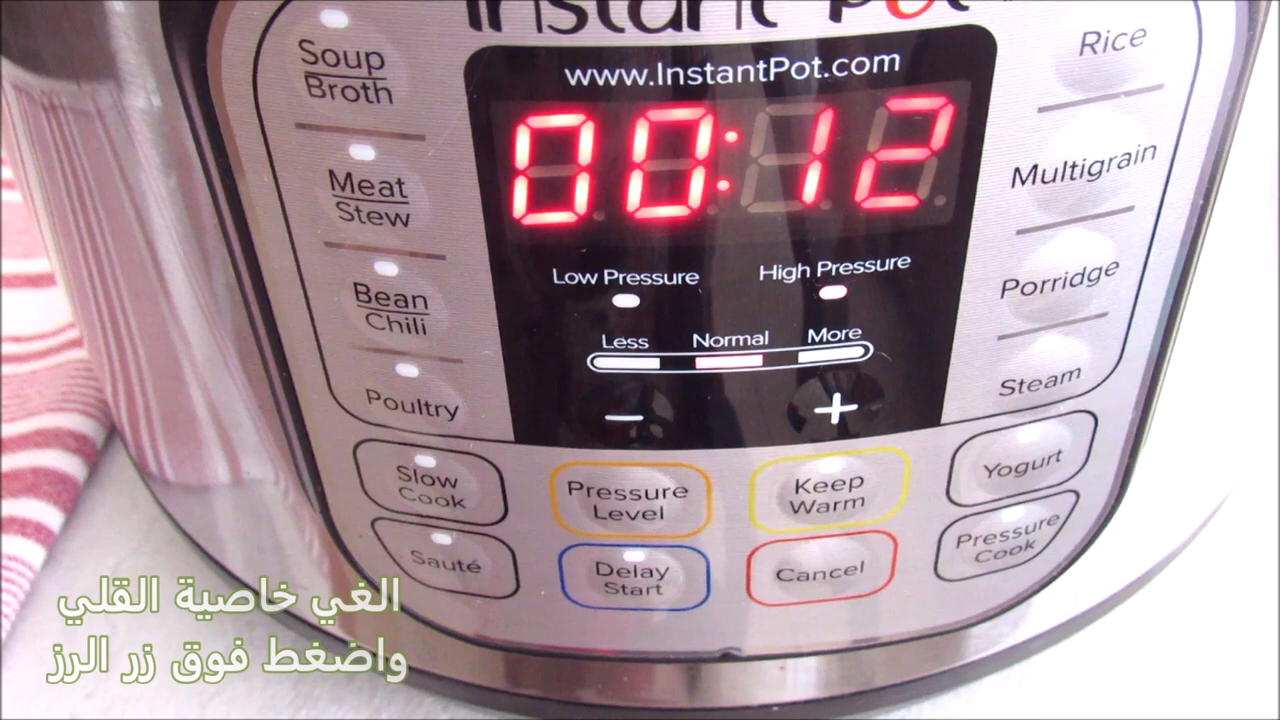 Instant Pot
Soup
Broth
Meat
Stew
Bean
Chili
Poultry
www.InstantPot.com
00:12
Low Pressure
High Pressure
Less
Normal
More
−
+
Rice
Multigrain
Porridge
Steam
Slow
Cook
Sauté
Pressure
Level
Delay
Start
Keep
Warm
Cancel
Yogurt
Pressure
Cook
الغي خاصية القلي
واضغط فوق زر الرز